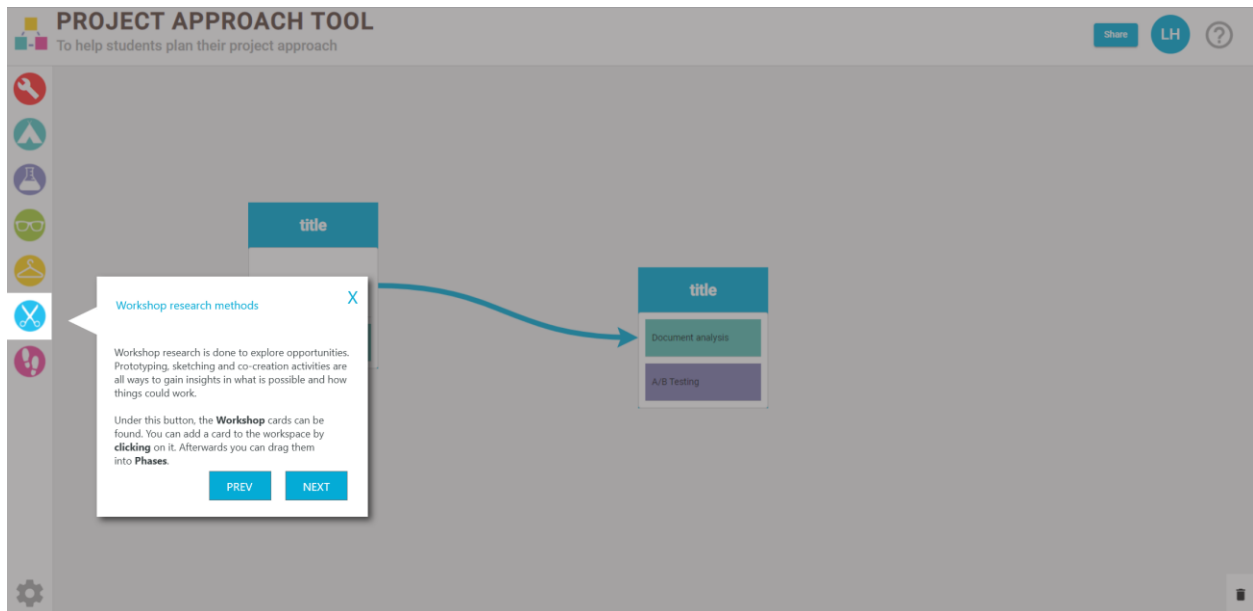 PROJECT APPROACH TOOL
To help students plan their project approach
Share
LH
?
title
title
Document analysis
A/B Testing
Workshop research methods
X
Workshop research is done to explore opportunities.
Prototyping, sketching and co-creation activities are
all ways to gain insights in what is possible and how
things could work.
Under this button, the Workshop cards can be
found. You can add a card to the workspace by
clicking on it. Afterwards you can drag them
into Phases.
PREV
NEXT